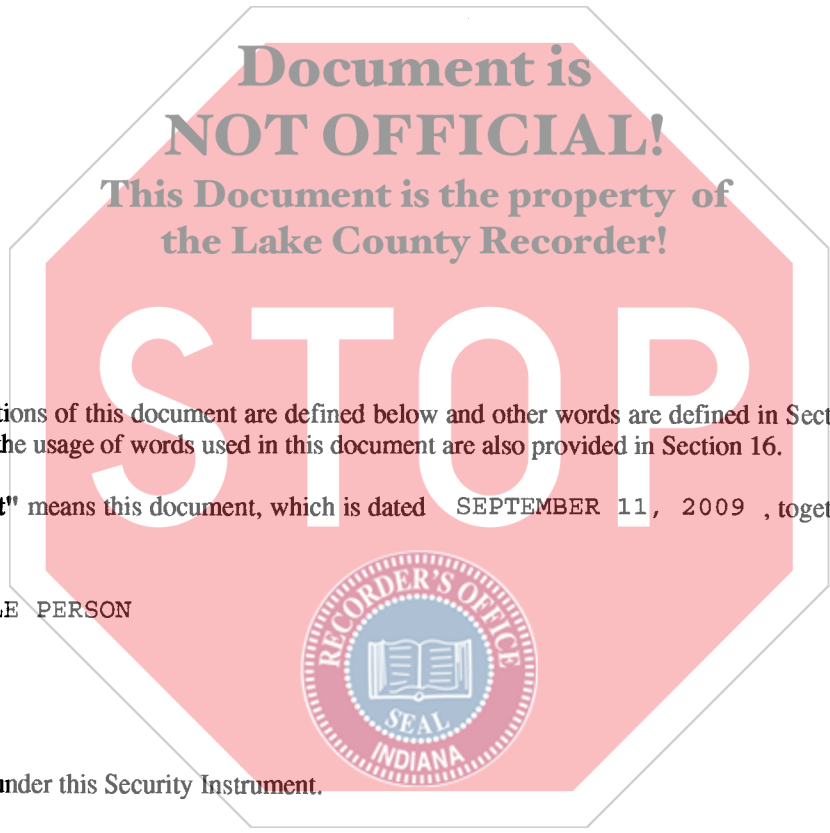 Document is
NOT OFFICIAL!
This Document is the property of
the Lake County Recorder!
STOP
tions of this document are defined below and other words are defined in Sect
he usage of words used in this document are also provided in Section 16.
t" means this document, which is dated SEPTEMBER 11, 2009 , toget
LE PERSON
RECORDER'S OFFICE
SEAL
INDIANA
under this Security Instrument.